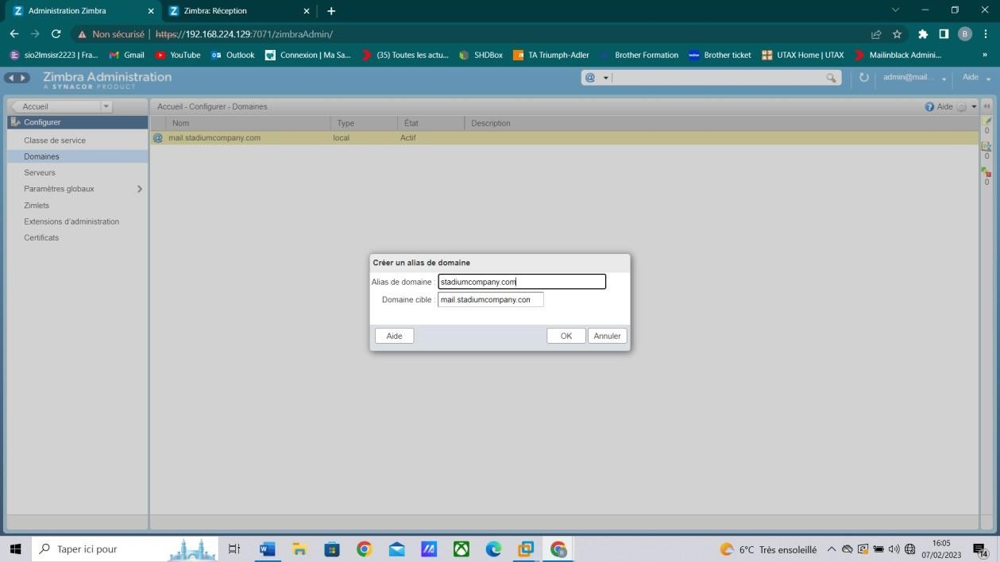 Administration Zimbra
Zimbra: Réception
Non sécurisé | https://192.168.224.129:7071/zimbraAdmin/
sio2lmsisr2223 | Fra...
Gmail
YouTube
Outlook
Connexion | Ma Sa...
(35) Toutes les actu...
SHDBox
TA Triumph-Adler
Brother Formation
Brother ticket
UTAX Home | UTAX
Mailinblack Admini...
»
Zimbra Administration
A SYNACOR PRODUCT
admin@mail...
Aide
Accueil
Accueil - Configurer - Domaines
Aide
Configurer
Nom
Type
État
Description
mail.stadiumcompany.com
local
Actif
Classe de service
Domaines
Serveurs
Paramètres globaux
Zimlets
Extensions d'administration
Certificats
0
0
0
Créer un alias de domaine
Alias de domaine : stadiumcompany.com
Domaine cible : mail.stadiumcompany.con
Aide
OK
Annuler
Taper ici pour
6°C Très ensoleillé
16:05
07/02/2023
14